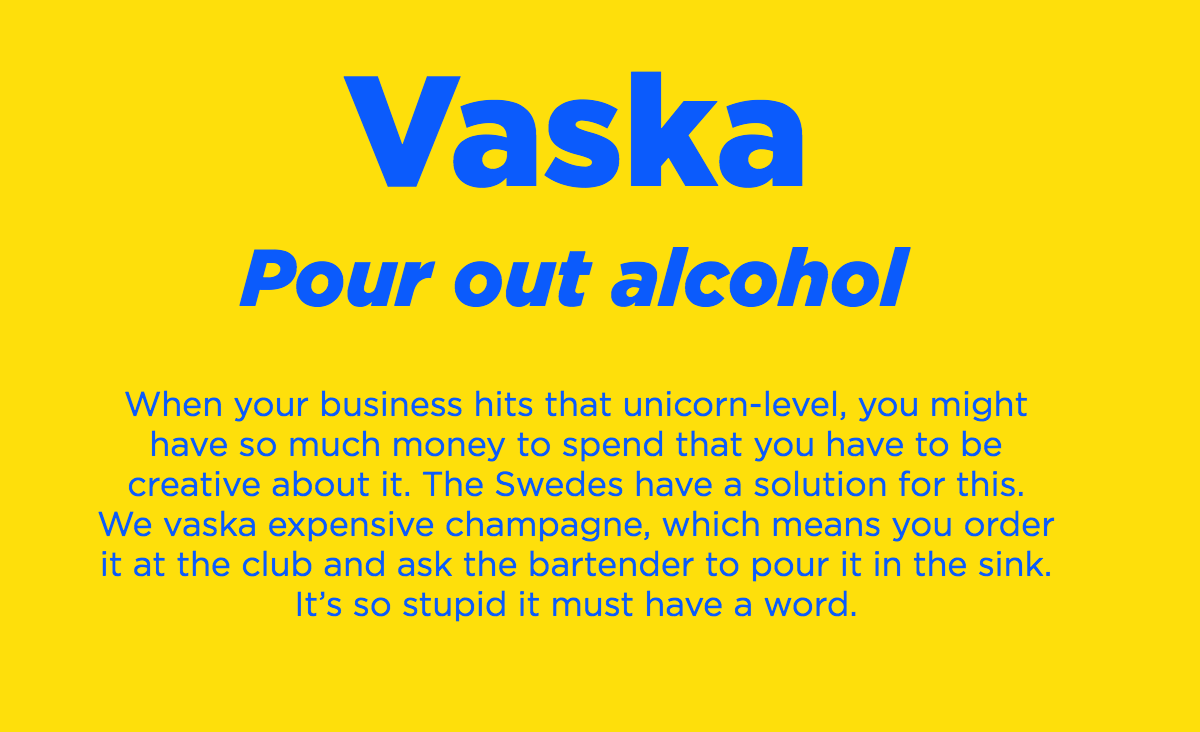 Vaska
Pour out alcohol
When your business hits that unicorn-level, you might
have so much money to spend that you have to be
creative about it. The Swedes have a solution for this.
We vaska expensive champagne, which means you order
it at the club and ask the bartender to pour it in the sink.
It’s so stupid it must have a word.